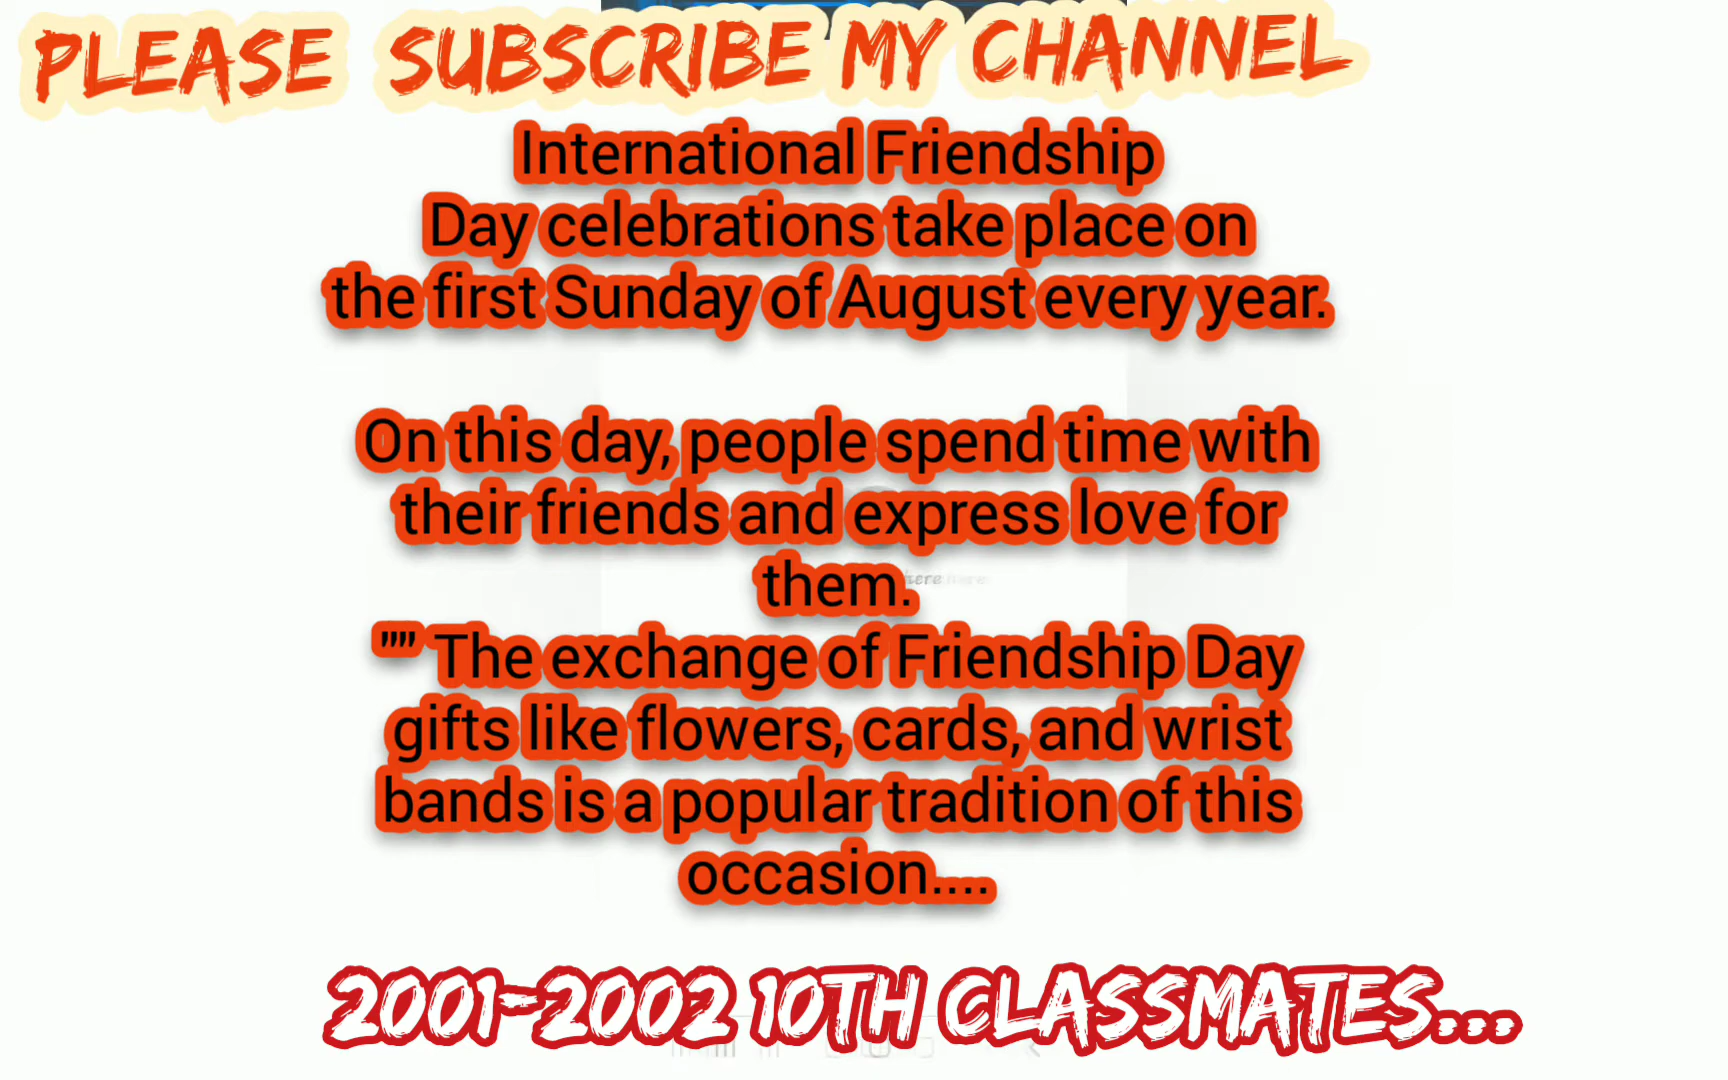 PLEASE SUBSCRIBE MY CHANNEL
International Friendship
Day celebrations take place on
the first Sunday of August every year.
On this day, people spend time with
their friends and express love for
them.
"" The exchange of Friendship Day
gifts like flowers, cards, and wrist
bands is a popular tradition of this
occasion....
2001-2002 10TH CLASSMATES...